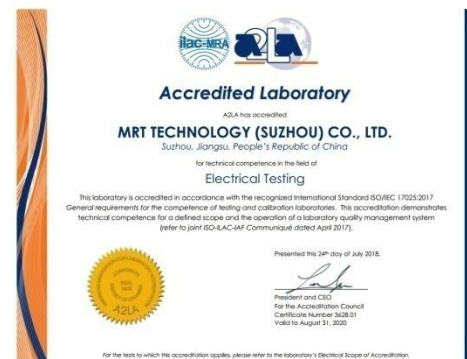 ilac-MRA
A2LA
Accredited Laboratory
A2LA has accredited
MRT TECHNOLOGY (SUZHOU) CO., LTD.
Suzhou, Jiangsu, People's Republic of China
for technical competence in the field of
Electrical Testing
This laboratory is accredited in accordance with the recognized International Standard ISO/IEC 17025:2017
General requirements for the competence of testing and calibration laboratories. This accreditation demonstrates
technical competence for a defined scope and the operation of a laboratory quality management system
(refer to joint ISO-ILAC-IAF Communiqué dated April 2017).
Presented this 24th day of July 2018.
President and CEO
For the Accreditation Council
Certificate Number 3628.01
Valid to August 31, 2020
SEAL
1978
A2LA
For the tests to which this accreditation applies, please refer to the laboratory's Electrical Scope of Accreditation.